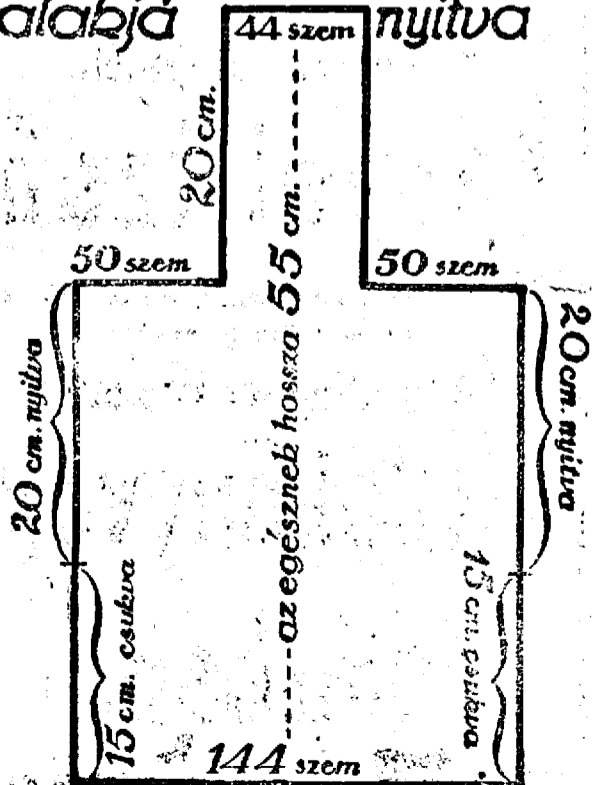 alakja nyitva
44 szem
20 cm.
50 szem
50 szem
az egésznek hossza 55 cm.
20 cm. nyitva
20 cm. nyitva
15 cm. csukva
15 cm. csukva
144 szem